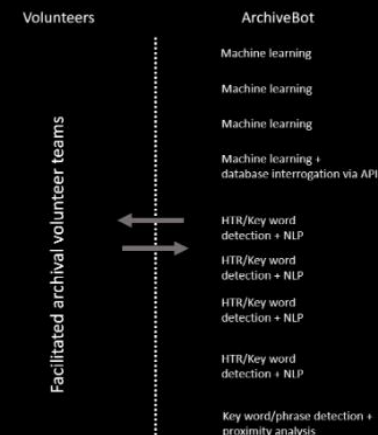 Volunteers
ArchiveBot
Machine learning
Machine learning
Machine learning
Machine learning +
database interrogation via API
Facilitated archival volunteer teams
HTR/Key word
detection + NLP
HTR/Key word
detection + NLP
HTR/Key word
detection + NLP
HTR/Key word
detection + NLP
Key word/phrase detection +
proximity analysis